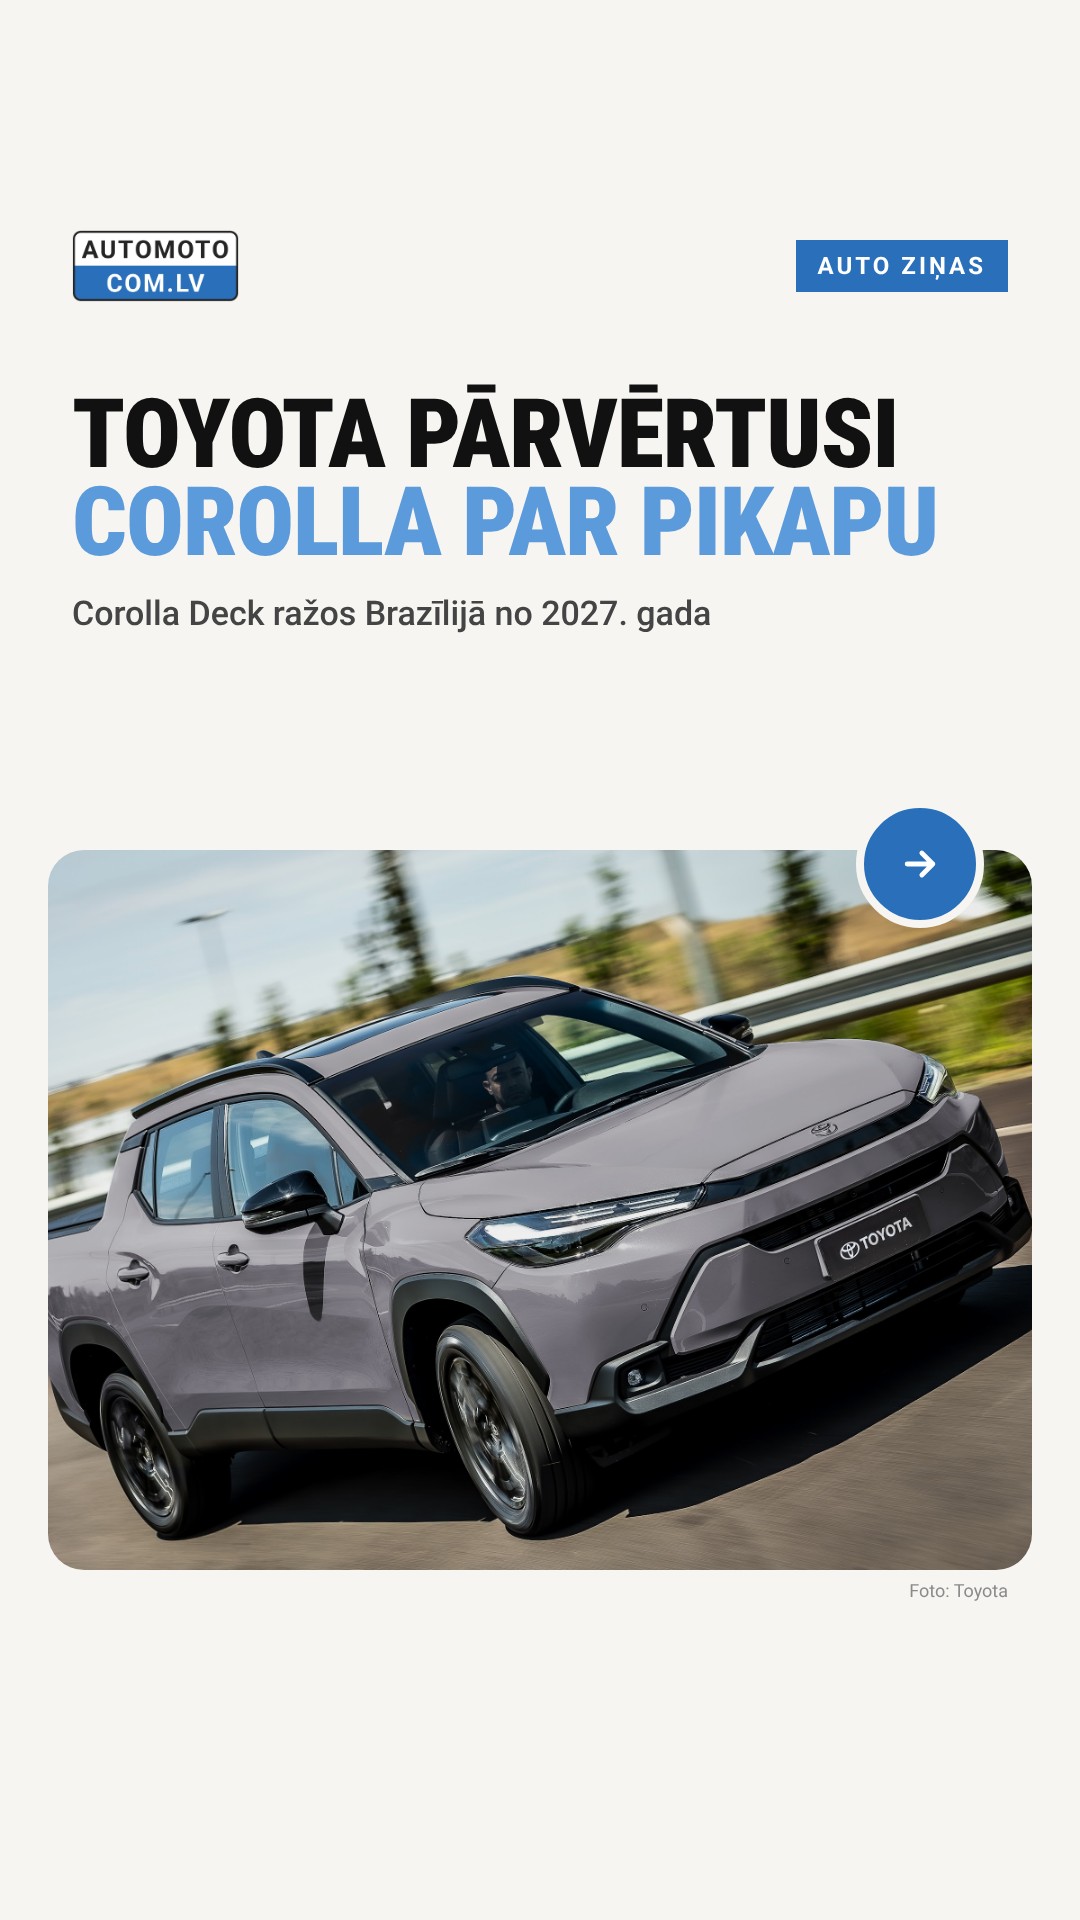 AUTOMOTO
COM.LV
AUTO ZIŅAS
TOYOTA PĀRVĒRTUSI
COROLLA PAR PIKAPU
Corolla Deck ražos Brazīlijā no 2027. gada
TOYOTA
Foto: Toyota